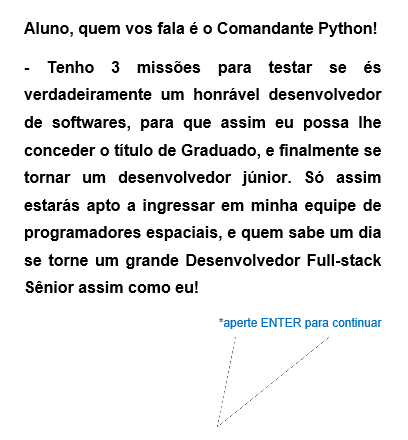 Aluno, quem vos fala é o Comandante Python!
- Tenho 3 missões para testar se és
verdadeiramente um honrável desenvolvedor
de softwares, para que assim eu possa lhe
conceder o título de Graduado, e finalmente se
tornar um desenvolvedor júnior. Só assim
estarás apto a ingressar em minha equipe de
programadores espaciais, e quem sabe um dia
se torne um grande Desenvolvedor Full-stack
Sênior assim como eu!
*aperte ENTER para continuar